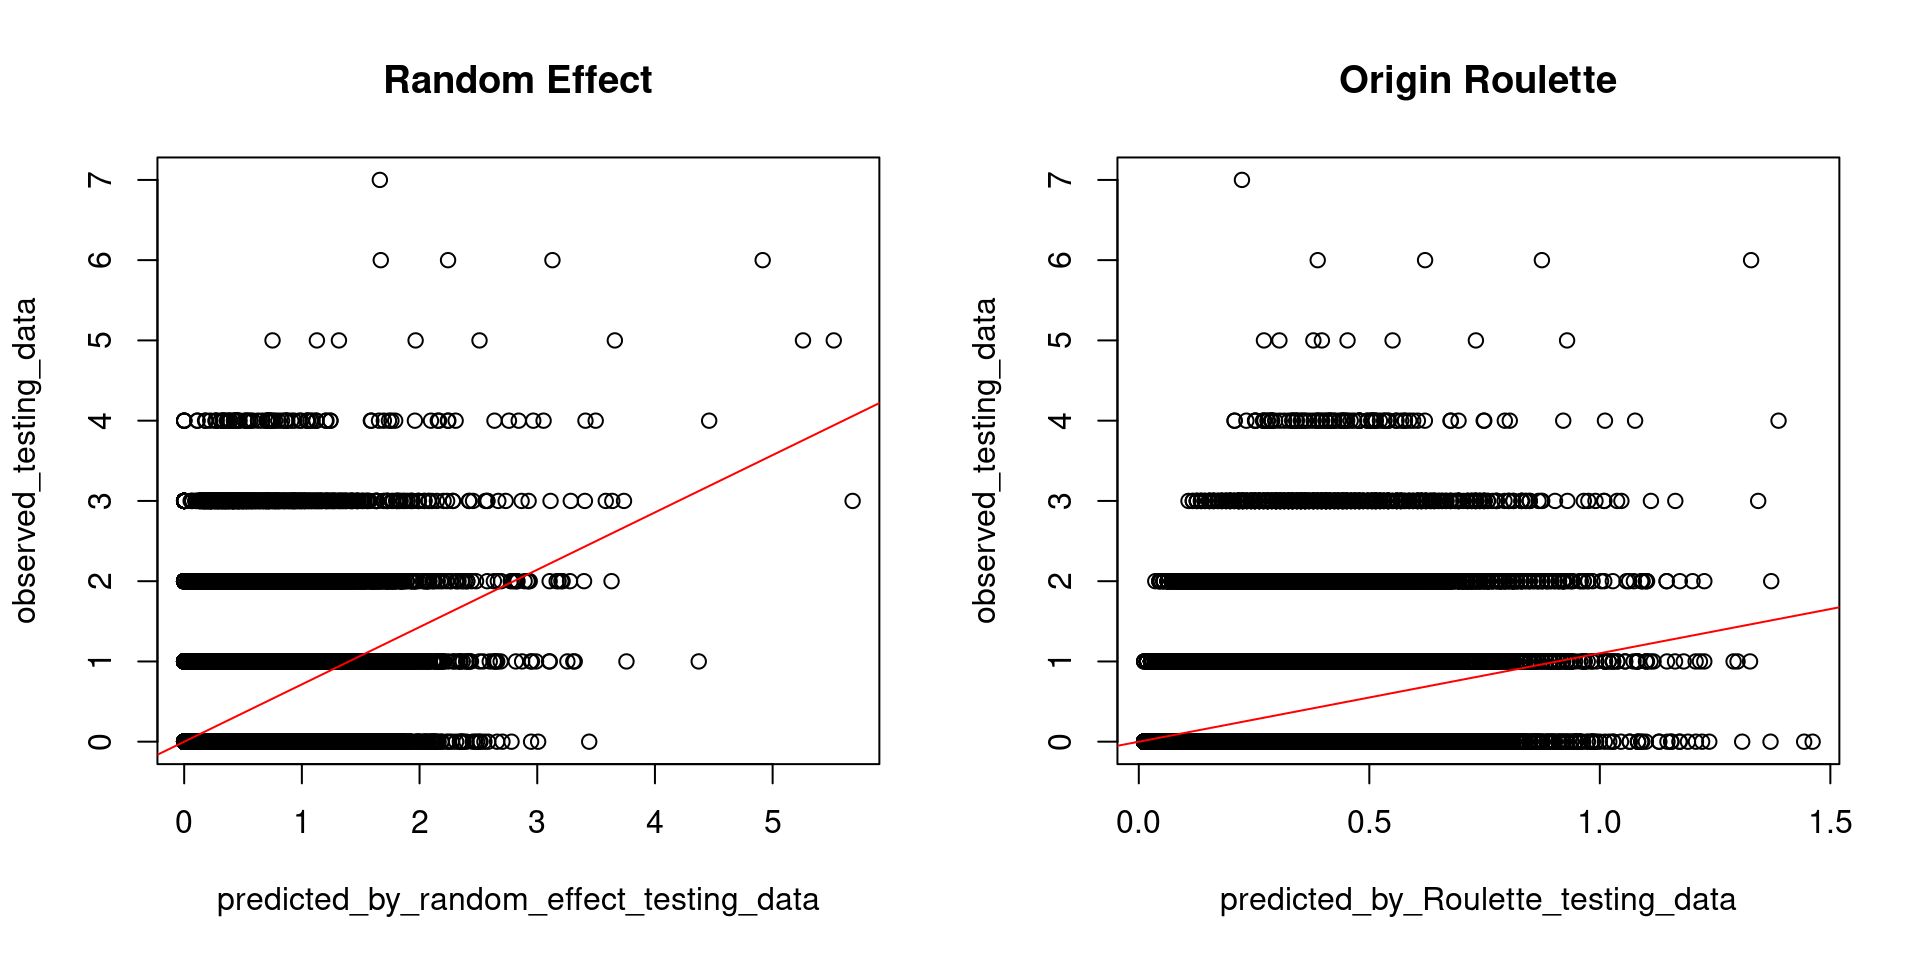 Random Effect
observed_testing_data
7
6
5
4
3
2
1
0
0 1 2 3 4 5
predicted_by_random_effect_testing_data
Origin Roulette
observed_testing_data
7
6
5
4
3
2
1
0
0.0 0.5 1.0 1.5
predicted_by_Roulette_testing_data